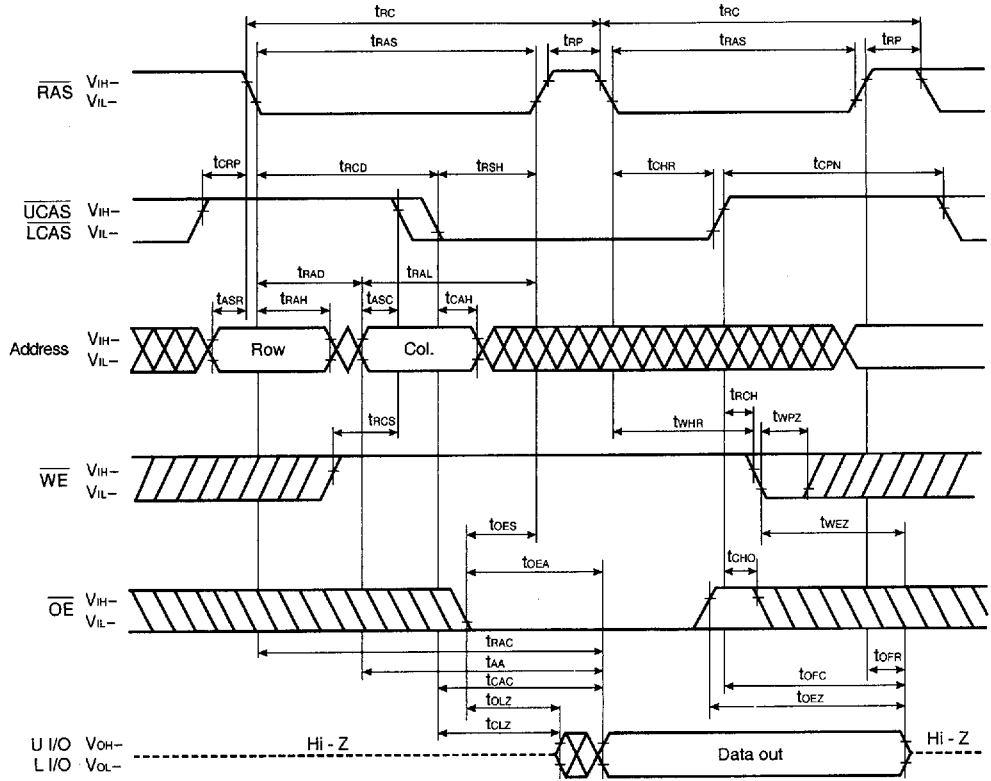 tRC tRC
tRAS tRP tRAS tRP
RAS VIH–
VIL–
tCRP tRCD tRSH tCHR tCPN
UCAS VIH–
LCAS VIL–
tRAD tRAL
tASR tRAH tASC tCAH
Address VIH–
VIL–
Row Col.
tRCH
tRCS tWHR tWPZ
WE VIH–
VIL–
tOES tWEZ
tOEA tCHO
OE VIH–
VIL–
tRAC
tAA tOFR
tCAC tOFC
tOLZ tOEZ
tCLZ
U I/O VOH–
L I/O VOL–
Hi - Z Data out Hi - Z